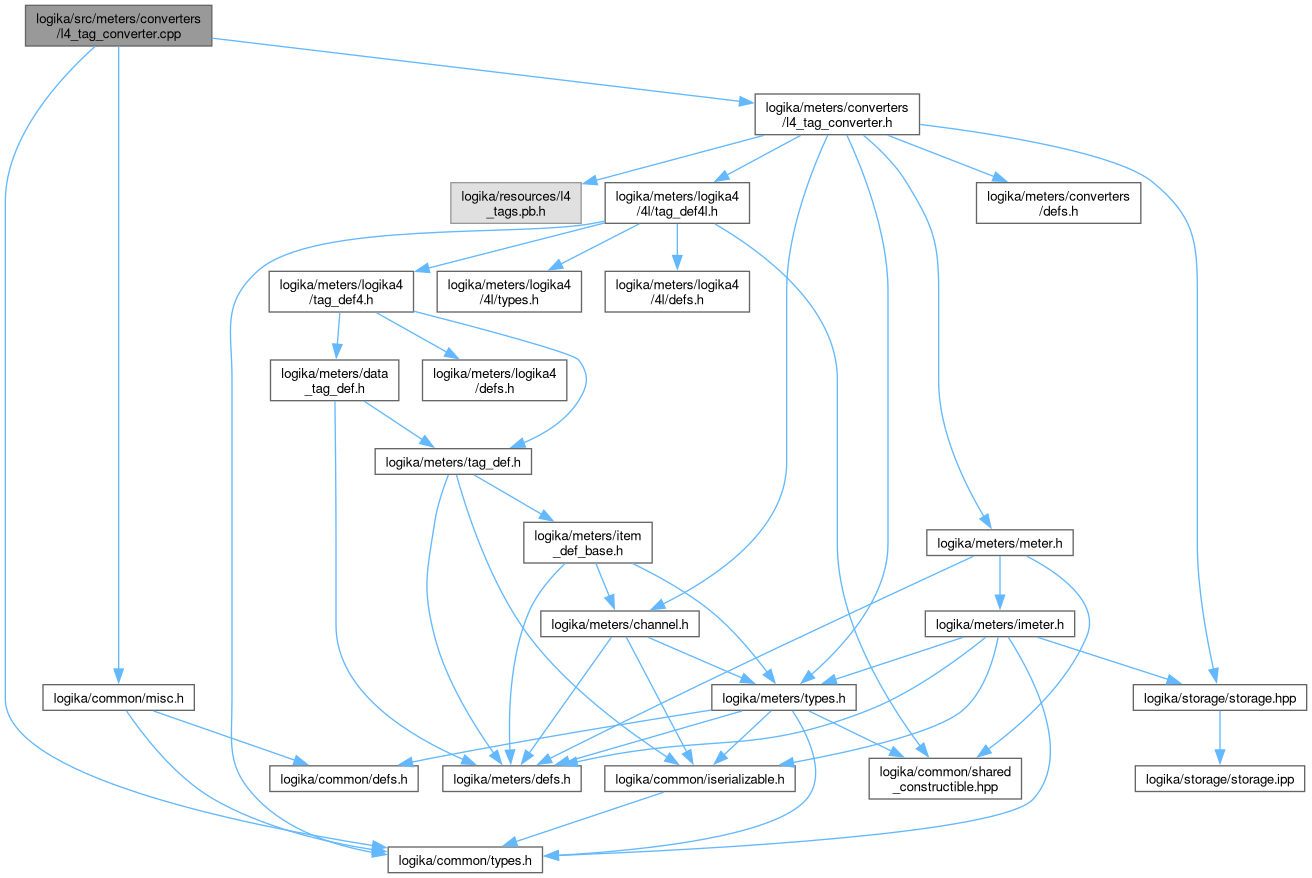 logika/src/meters/converters
/l4_tag_converter.cpp
logika/meters/converters
/l4_tag_converter.h
logika/resources/l4
_tags.pb.h
logika/meters/logika4
/4l/tag_def4l.h
logika/meters/converters
/defs.h
logika/meters/logika4
/tag_def4.h
logika/meters/logika4
/4l/types.h
logika/meters/logika4
/4l/defs.h
logika/meters/data
_tag_def.h
logika/meters/logika4
/defs.h
logika/meters/tag_def.h
logika/meters/item
_def_base.h
logika/meters/meter.h
logika/meters/channel.h
logika/meters/imeter.h
logika/common/misc.h
logika/meters/types.h
logika/storage/storage.hpp
logika/common/defs.h
logika/meters/defs.h
logika/common/iserializable.h
logika/common/shared
_constructible.hpp
logika/storage/storage.ipp
logika/common/types.h